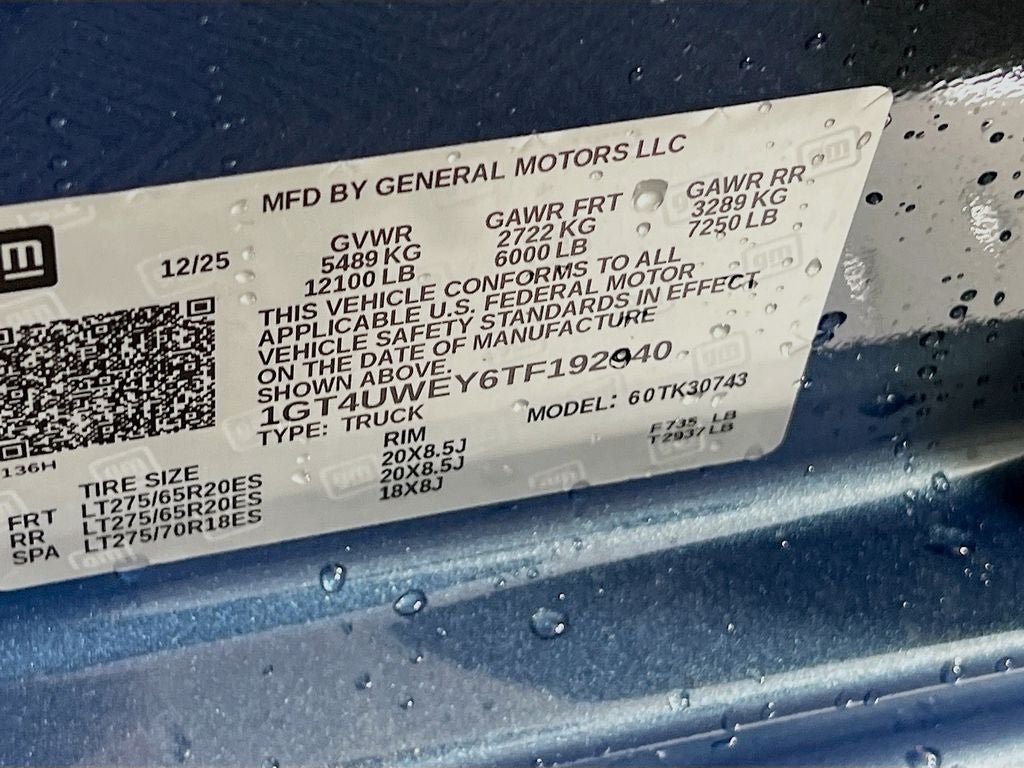 MFD BY GENERAL MOTORS LLC
gm
12/25
GVWR GAWR FRT GAWR RR
5489 KG 2722 KG 3289 KG
12100 LB 6000 LB 7250 LB
THIS VEHICLE CONFORMS TO ALL
APPLICABLE U.S. FEDERAL MOTOR
VEHICLE SAFETY STANDARDS IN EFFECT
ON THE DATE OF MANUFACTURE
SHOWN ABOVE.
1GT4UWEY6TF192940
TYPE: TRUCK MODEL: 60TK30743
136H
TIRE SIZE RIM F 735 LB
FRT LT275/65R20ES 20X8.5J T2937LB
RR LT275/65R20ES 20X8.5J
SPA LT275/70R18ES 18X8J